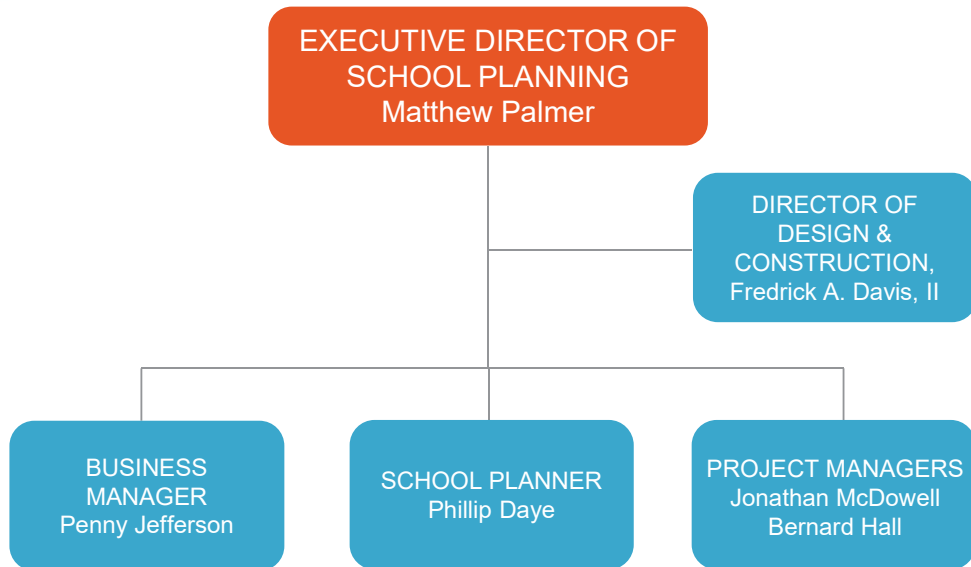 EXECUTIVE DIRECTOR OF
SCHOOL PLANNING
Matthew Palmer
DIRECTOR OF
DESIGN &
CONSTRUCTION,
Fredrick A. Davis, II
BUSINESS
MANAGER
Penny Jefferson
SCHOOL PLANNER
Phillip Daye
PROJECT MANAGERS
Jonathan McDowell
Bernard Hall